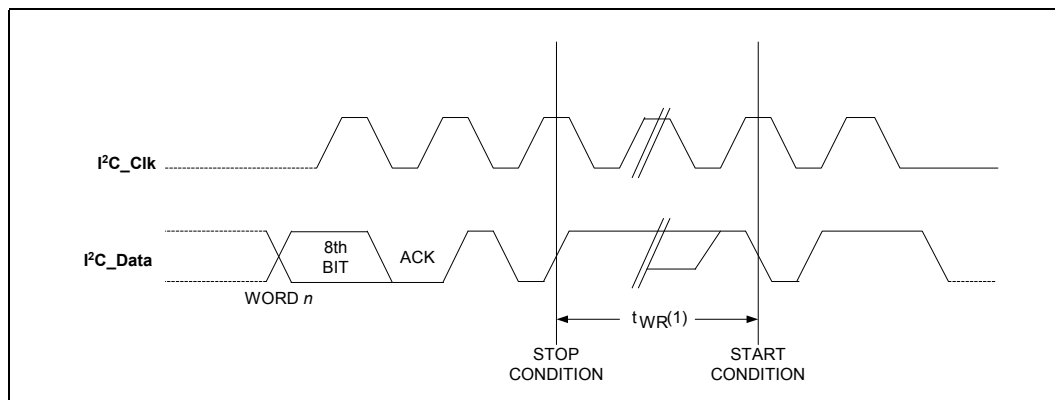 I²C_Clk
I²C_Data
8th
BIT
ACK
WORD n
tWR(1)
STOP
CONDITION
START
CONDITION